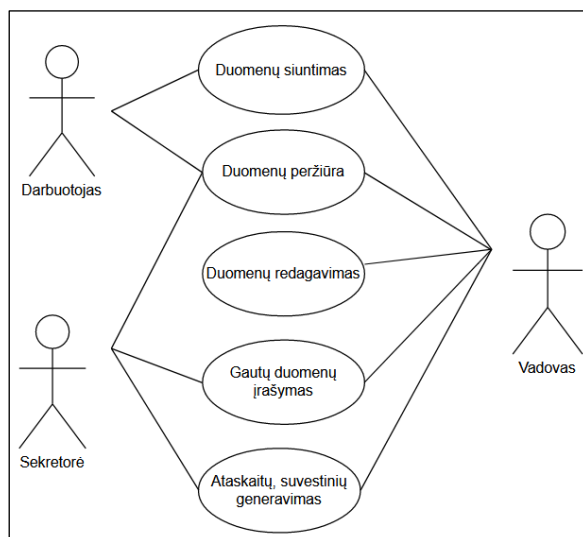 Duomenų siuntimas
Darbuotojas
Duomenų peržiūra
Duomenų redagavimas
Vadovas
Sekretorė
Gautų duomenų
įrašymas
Ataskaitų, suvestinių
generavimas